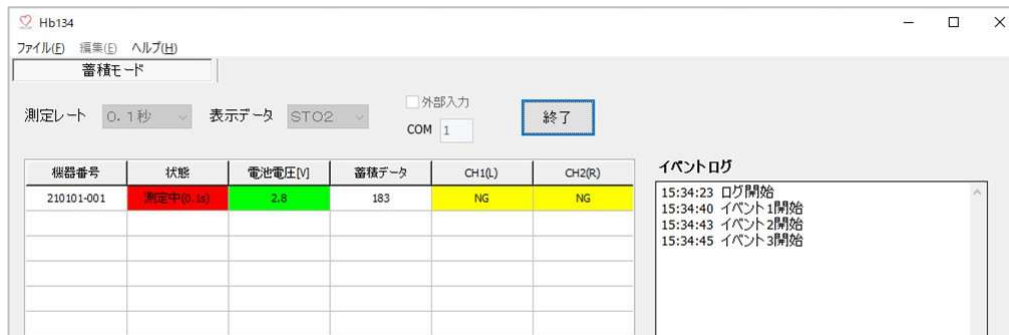 Hb134
ファイル(F) 編集(E) ヘルプ(H)
蓄積モード
測定レート 0.1秒 表示データ STO2 外部入力 COM 1 終了
機器番号 状態 電池電圧[V] 蓄積データ CH1(L) CH2(R)
210101-001 測定中(0.1s) 2.8 183 NG NG
イベントログ
15:34:23 ログ開始
15:34:40 イベント1開始
15:34:43 イベント2開始
15:34:45 イベント3開始